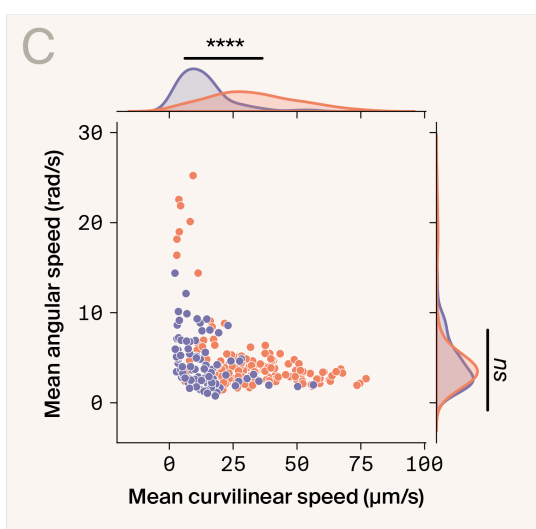 C
****
30
20
10
0
Mean angular speed (rad/s)
ns
0 25 50 75 100
Mean curvilinear speed (μm/s)